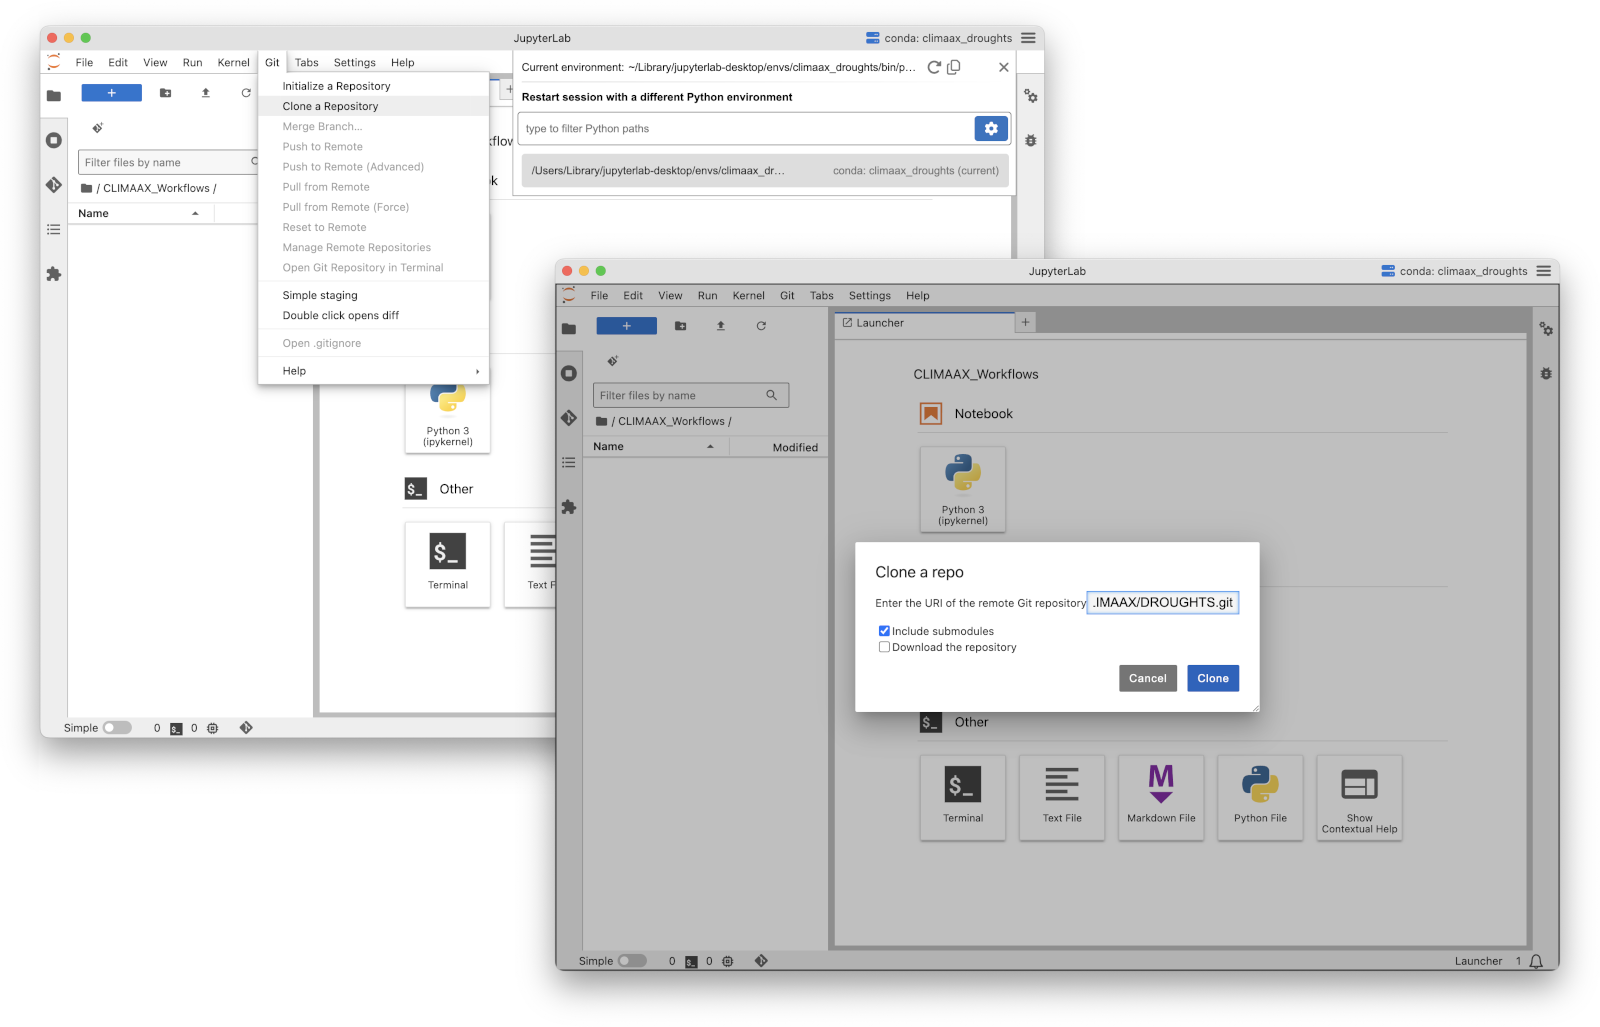 JupyterLab
conda: climaax_droughts
File Edit View Run Kernel Git Tabs Settings Help
Current environment: ~/Library/jupyterlab-desktop/envs/climaax_droughts/bin/p...
Restart session with a different Python environment
type to filter Python paths
/Users/Library/jupyterlab-desktop/envs/climaax_dr...
conda: climaax_droughts (current)
+
Filter files by name
/ CLIMAAX_Workflows /
Name
Initialize a Repository
Clone a Repository
Merge Branch...
Push to Remote
Push to Remote (Advanced)
Pull from Remote
Pull from Remote (Force)
Reset to Remote
Manage Remote Repositories
Open Git Repository in Terminal
Simple staging
Double click opens diff
Open .gitignore
Help
Python 3
(ipykernel)
$_ Other
$_
Terminal
Text F
Simple 0 $_ 0
JupyterLab
conda: climaax_droughts
File Edit View Run Kernel Git Tabs Settings Help
+
Launcher +
Filter files by name
/ CLIMAAX_Workflows /
Name Modified
CLIMAAX_Workflows
Notebook
Python 3
(ipykernel)
Clone a repo
Enter the URI of the remote Git repository .IMAAX/DROUGHTS.git
Include submodules
Download the repository
Cancel Clone
$_ Other
$_
Terminal
Text File
M
Markdown File
Python File
Show
Contextual Help
Simple 0 $_ 0
Launcher 1